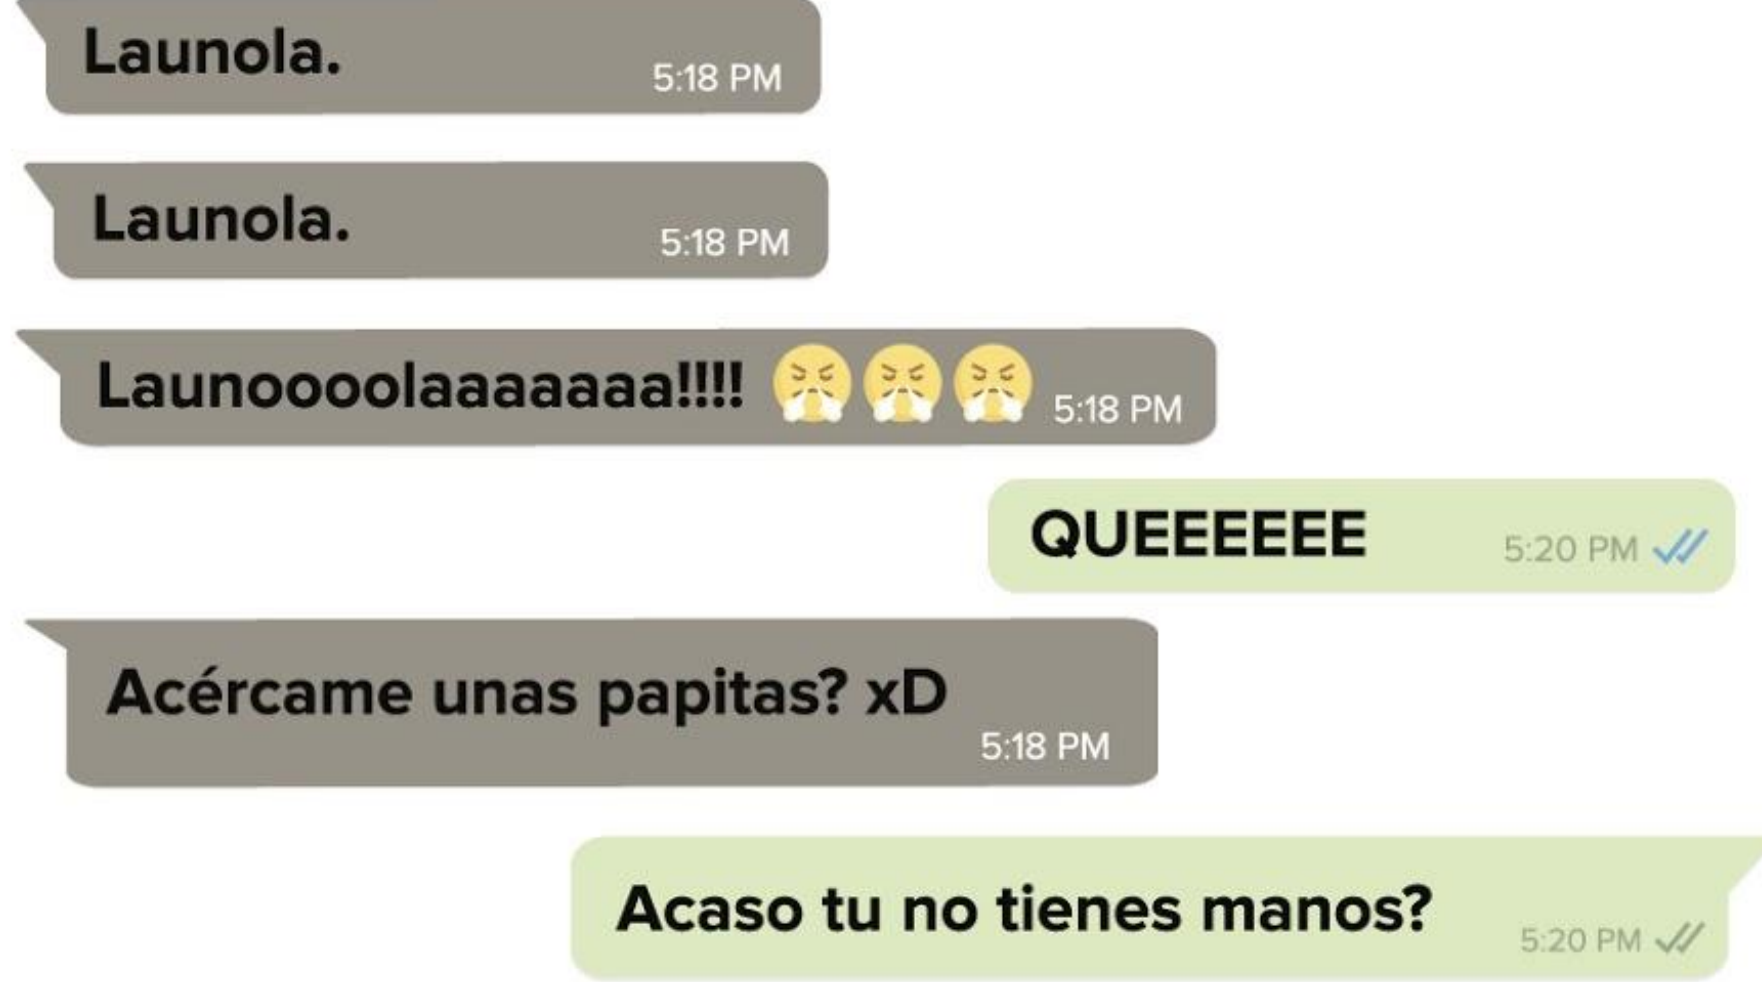 Launola.
5:18 PM
Launola.
5:18 PM
Launoooolaaaaaaa!!!! 😤😤😤 5:18 PM
QUEEEEEE 5:20 PM
Acércame unas papitas? xD
5:18 PM
Acaso tu no tienes manos?
5:20 PM